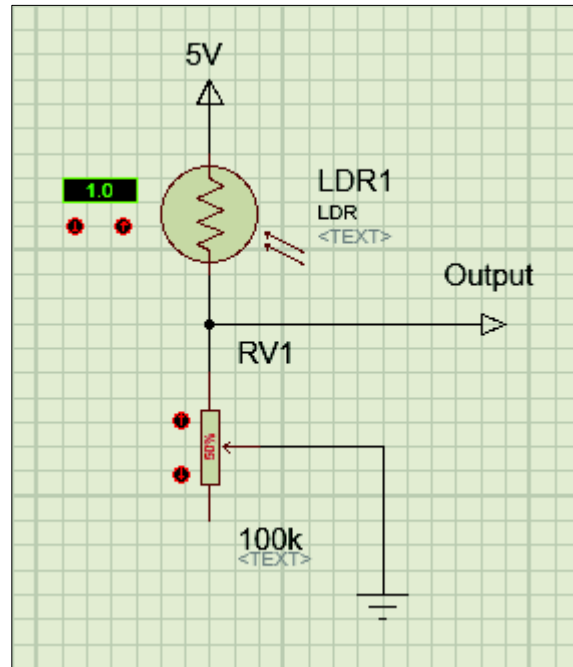 5V
1.0
LDR1
LDR
<TEXT>
Output
RV1
50%
100k
<TEXT>